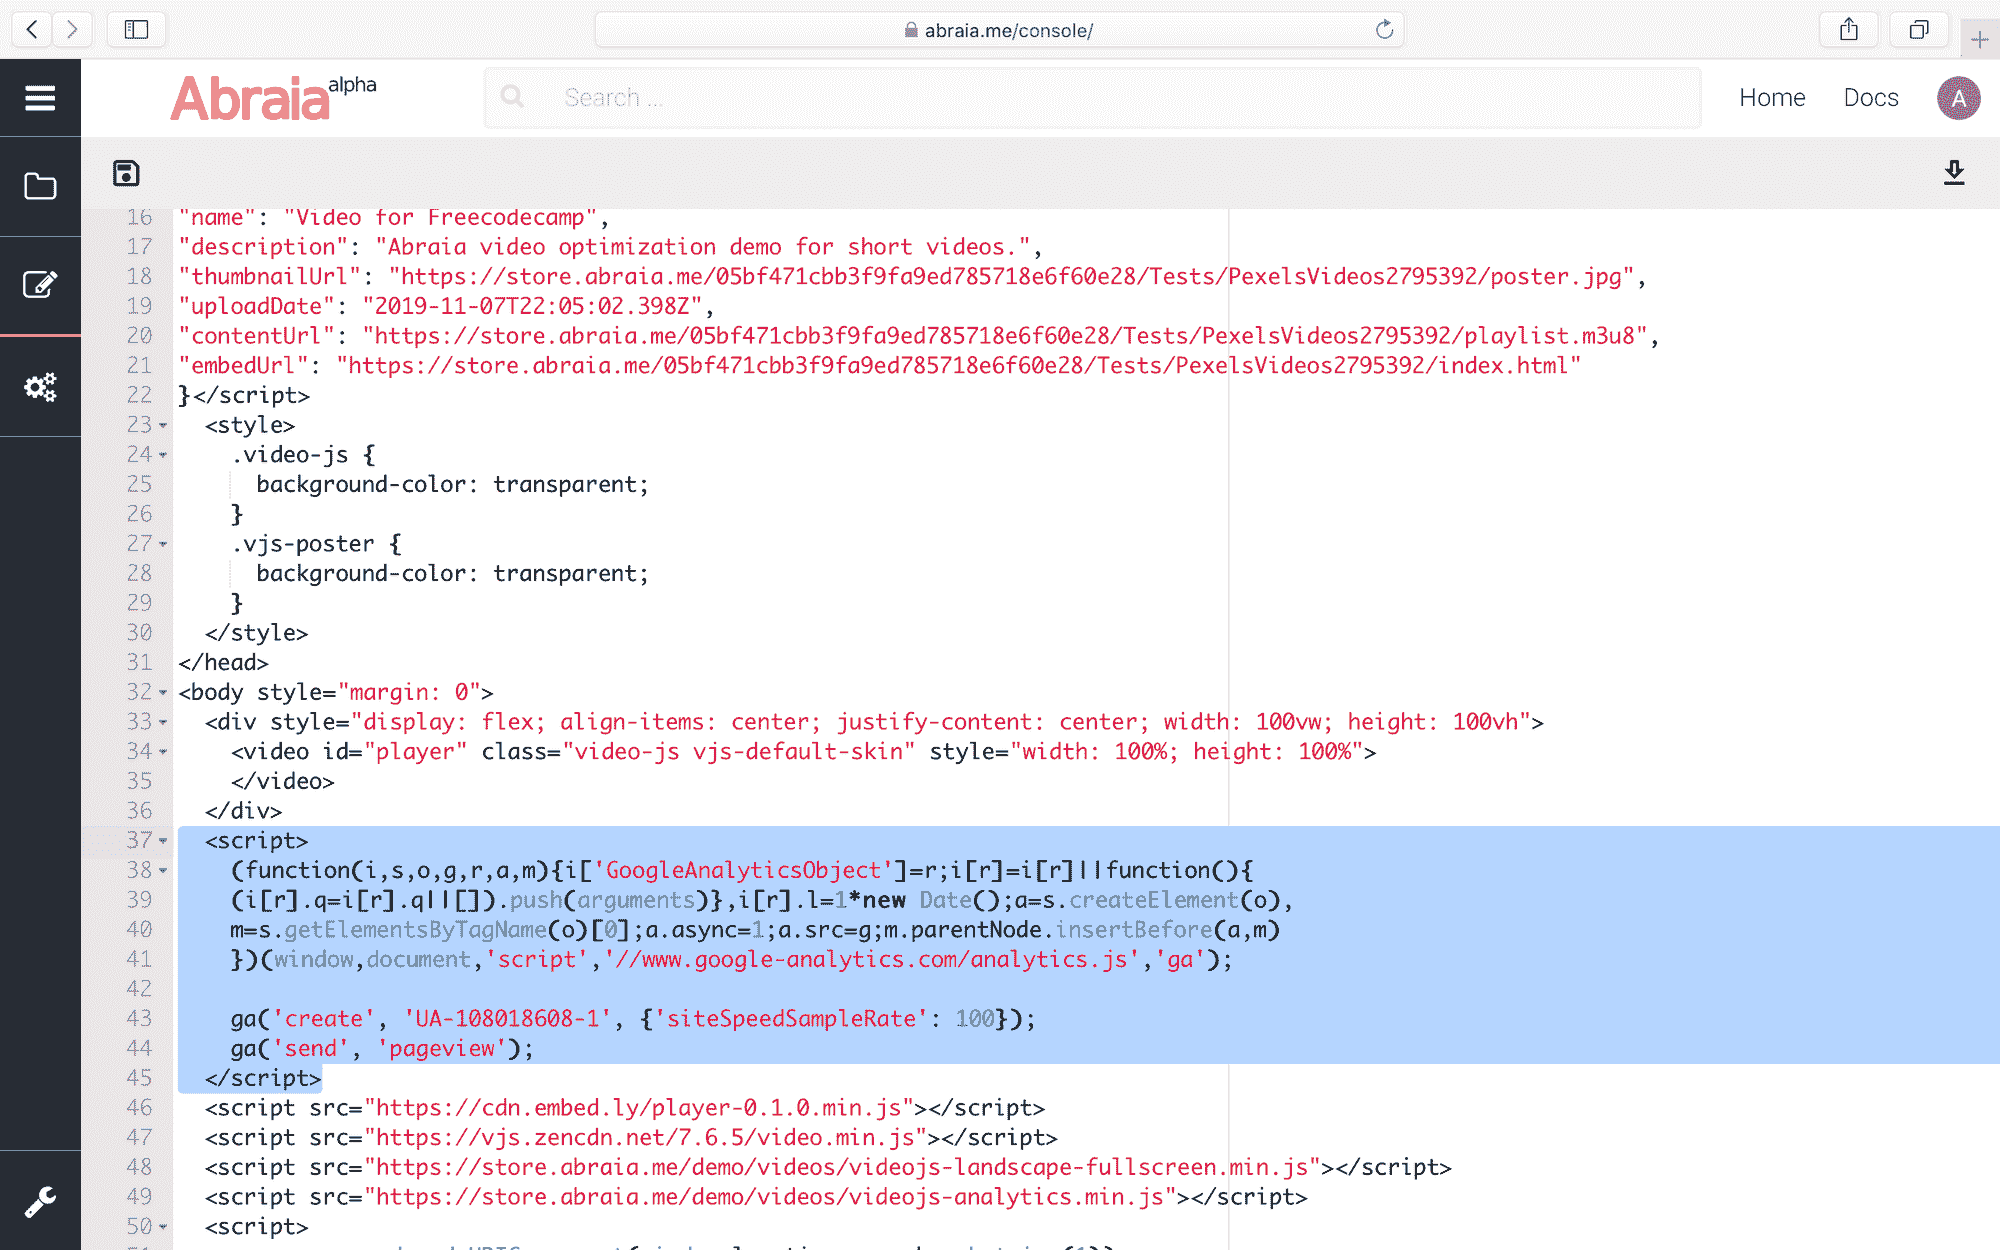 abraia.me/console/
Abraia alpha
Search ...
Home
Docs
A
16 "name": "Video for Freecodecamp",
17 "description": "Abraia video optimization demo for short videos.",
18 "thumbnailUrl": "https://store.abraia.me/05bf471cbb3f9fa9ed785718e6f60e28/Tests/PexelsVideos2795392/poster.jpg",
19 "uploadDate": "2019-11-07T22:05:02.398Z",
20 "contentUrl": "https://store.abraia.me/05bf471cbb3f9fa9ed785718e6f60e28/Tests/PexelsVideos2795392/playlist.m3u8",
21 "embedUrl": "https://store.abraia.me/05bf471cbb3f9fa9ed785718e6f60e28/Tests/PexelsVideos2795392/index.html"
22 }</script>
23 <style>
24 .video-js {
25 background-color: transparent;
26 }
27 .vjs-poster {
28 background-color: transparent;
29 }
30 </style>
31 </head>
32 <body style="margin: 0">
33 <div style="display: flex; align-items: center; justify-content: center; width: 100vw; height: 100vh">
34 <video id="player" class="video-js vjs-default-skin" style="width: 100%; height: 100%">
35 </video>
36 </div>
37 <script>
38 (function(i,s,o,g,r,a,m){i['GoogleAnalyticsObject']=r;i[r]=i[r]||function(){
39 (i[r].q=i[r].q||[]).push(arguments)},i[r].l=1*new Date();a=s.createElement(o),
40 m=s.getElementsByTagName(o)[0];a.async=1;a.src=g;m.parentNode.insertBefore(a,m)
41 })(window,document,'script','//www.google-analytics.com/analytics.js','ga');
42
43 ga('create', 'UA-108018608-1', {'siteSpeedSampleRate': 100});
44 ga('send', 'pageview');
45 </script>
46 <script src="https://cdn.embed.ly/player-0.1.0.min.js"></script>
47 <script src="https://vjs.zencdn.net/7.6.5/video.min.js"></script>
48 <script src="https://store.abraia.me/demo/videos/videojs-landscape-fullscreen.min.js"></script>
49 <script src="https://store.abraia.me/demo/videos/videojs-analytics.min.js"></script>
50 <script>